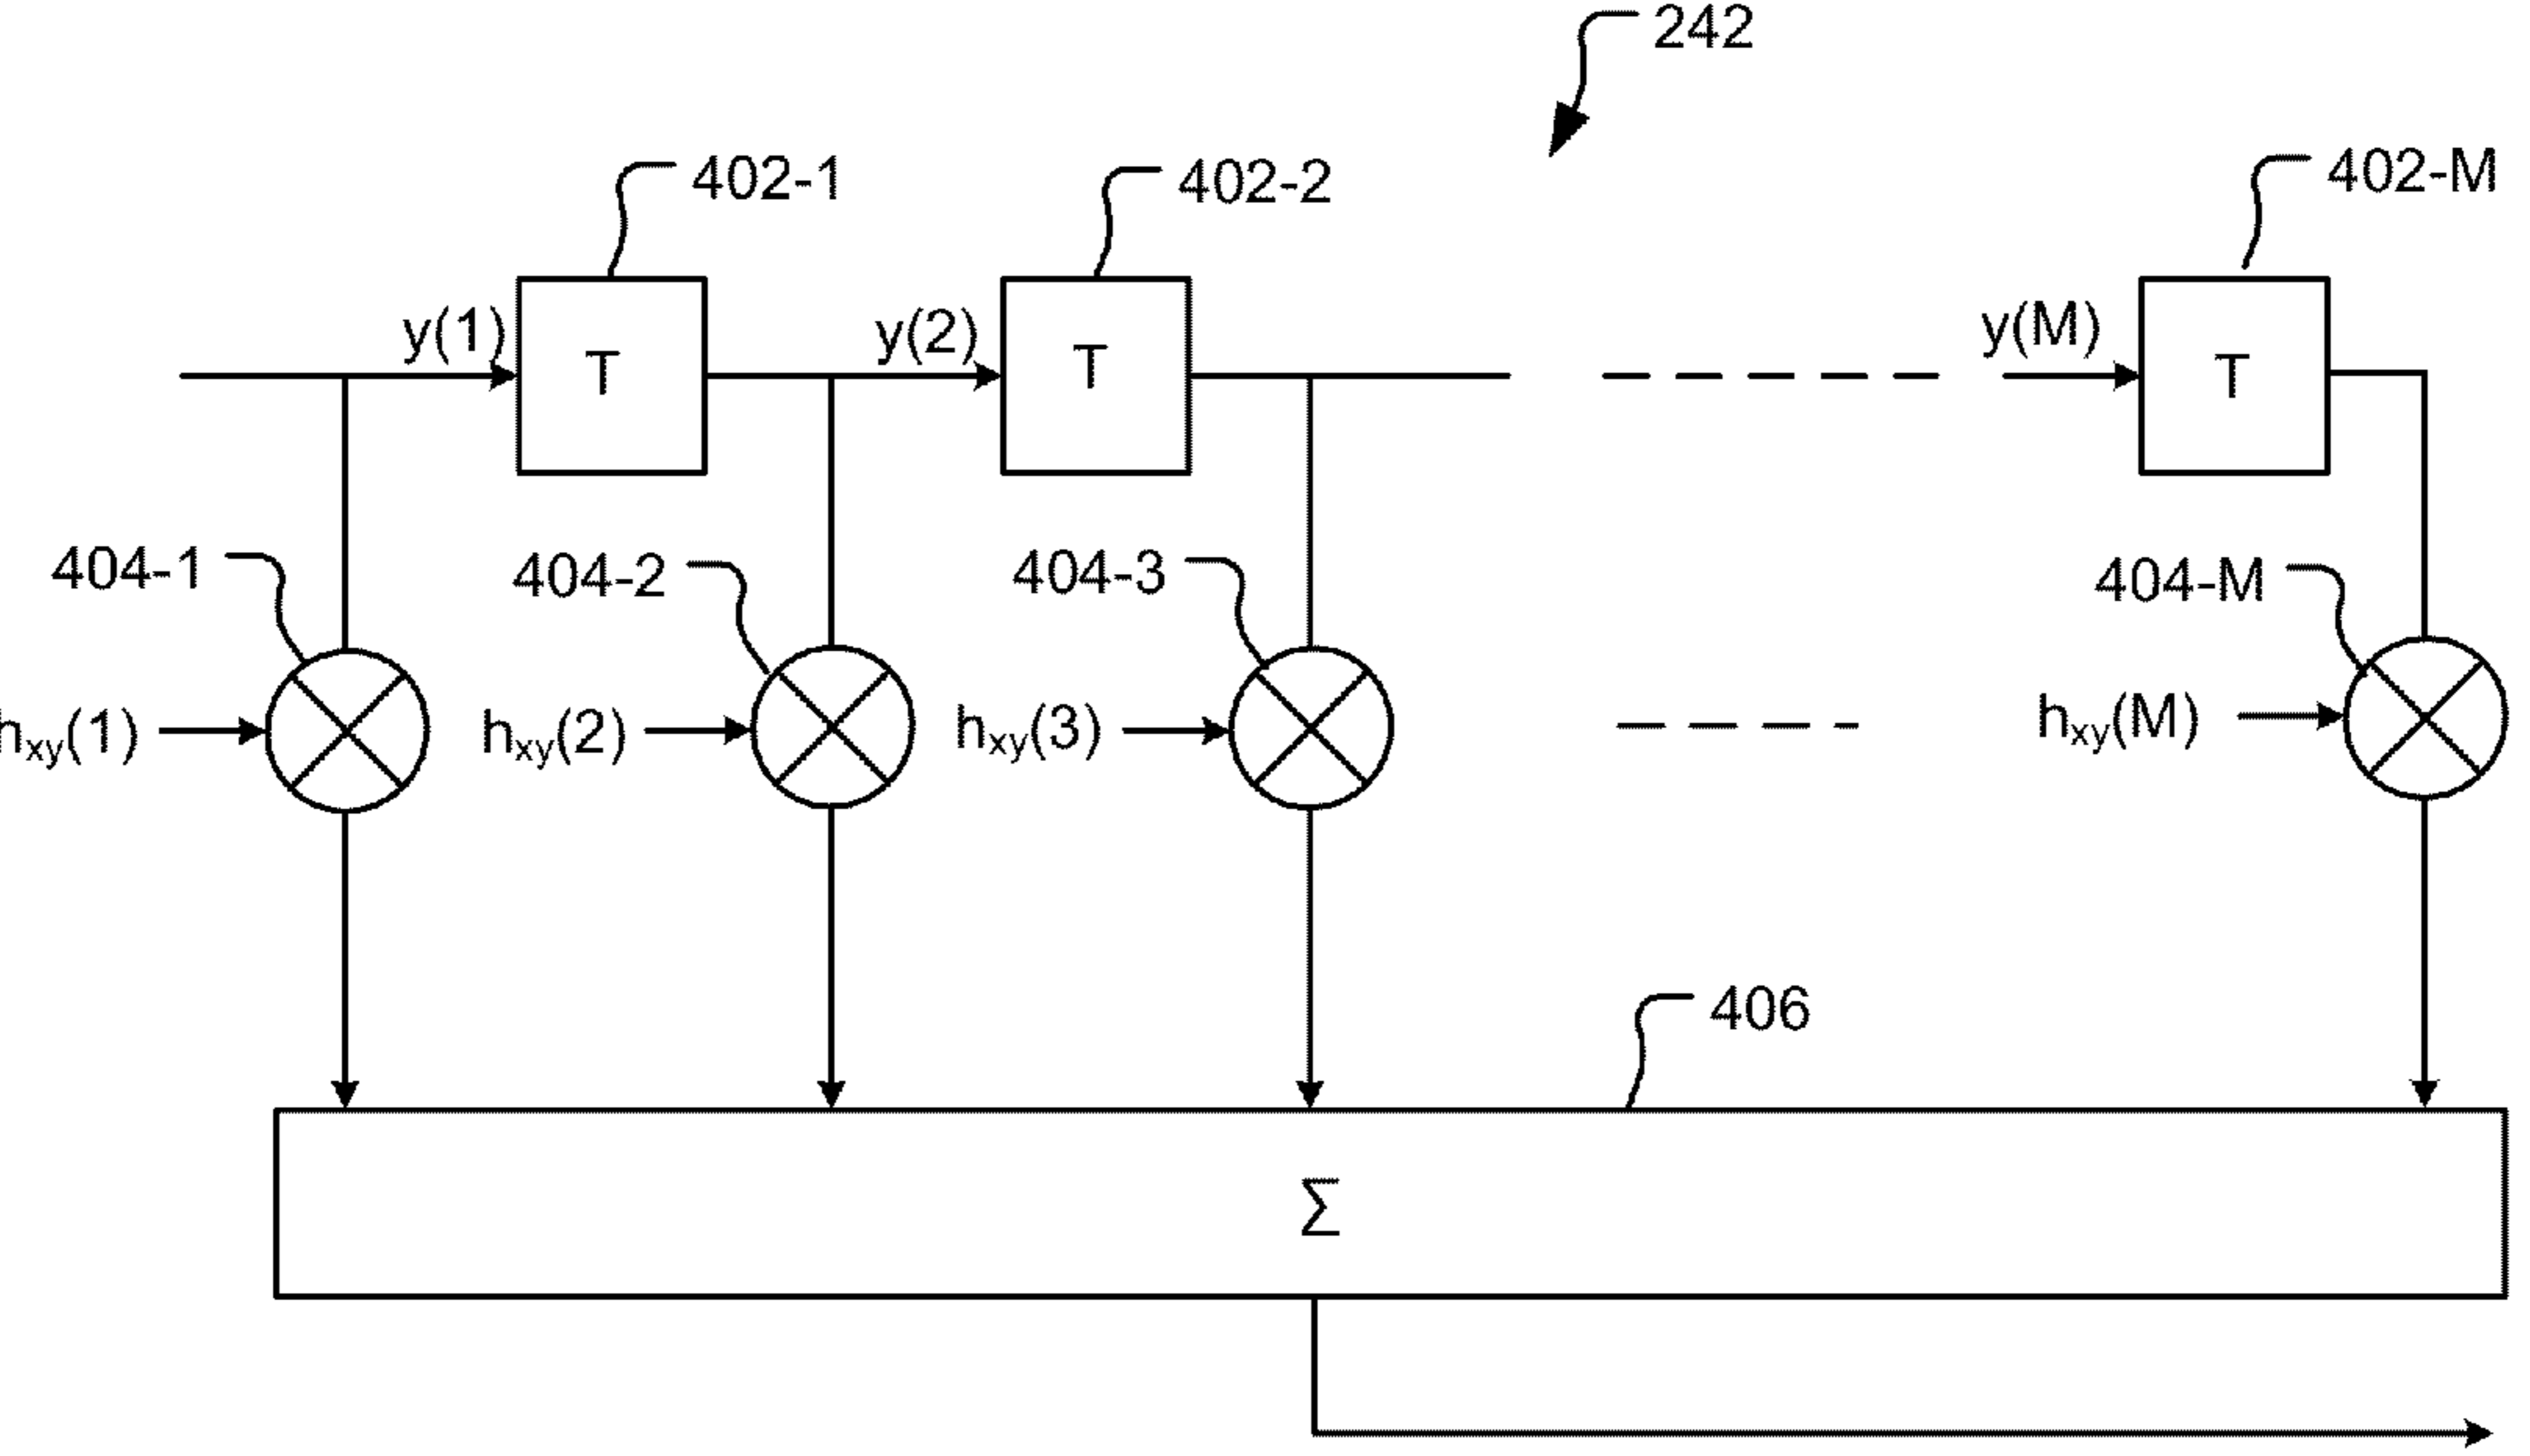 242
402-1
402-2
402-M
y(1)
T
y(2)
T
y(M)
T
404-1
404-2
404-3
404-M
hxy(1)
hxy(2)
hxy(3)
hxy(M)
406
Σ